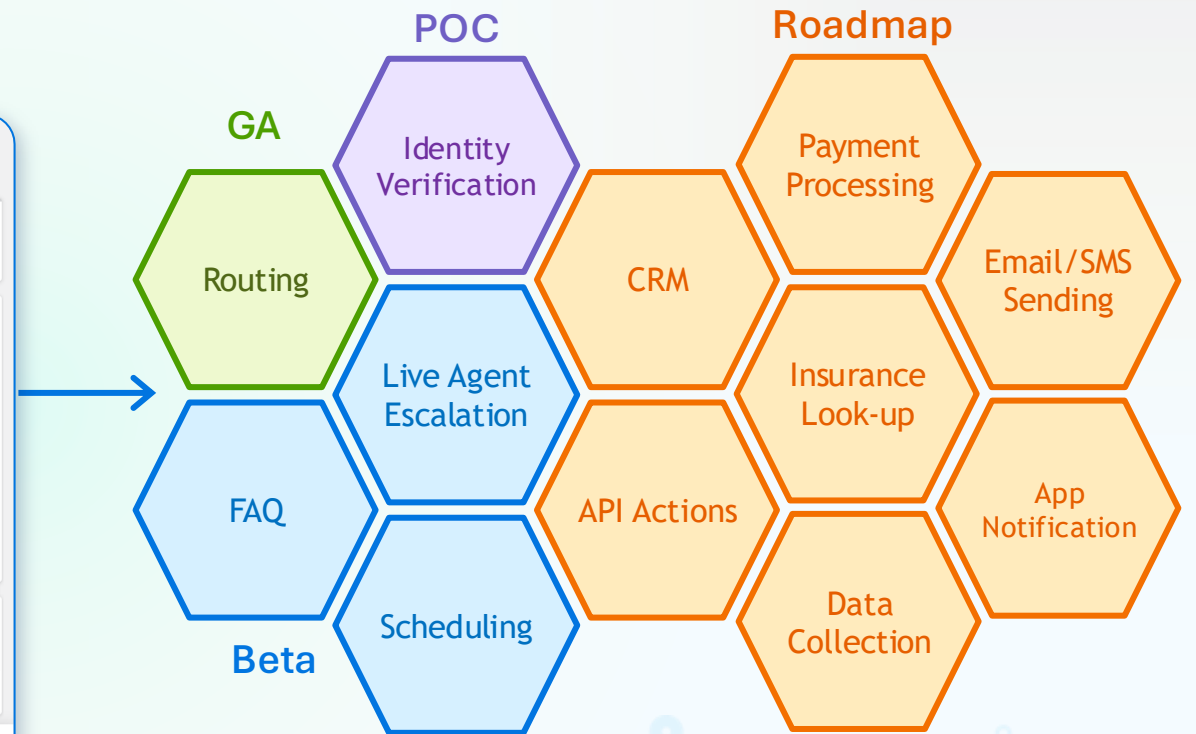 POC
Roadmap
GA
Identity
Verification
Payment
Processing
Routing
CRM
Email/SMS
Sending
Live Agent
Escalation
Insurance
Look-up
FAQ
API Actions
App
Notification
Scheduling
Data
Collection
Beta